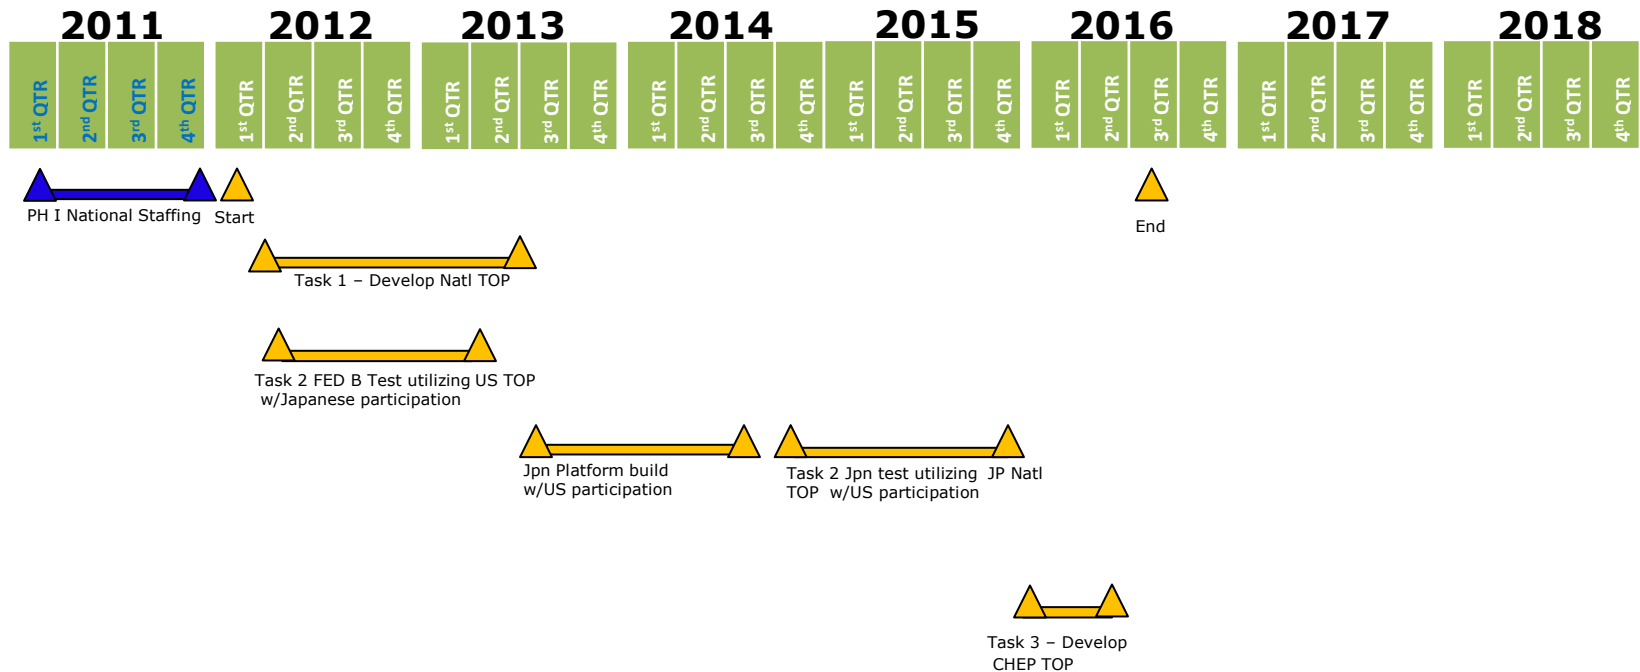 2011 2012 2013 2014 2015 2016 2017 2018
1st QTR 2nd QTR 3rd QTR 4th QTR 1st QTR 2nd QTR 3rd QTR 4th QTR 1st QTR 2nd QTR 3rd QTR 4th QTR 1st QTR 2nd QTR 3rd QTR 4th QTR 1st QTR 2nd QTR 3rd QTR 4th QTR 1st QTR 2nd QTR 3rd QTR 4th QTR 1st QTR 2nd QTR 3rd QTR 4th QTR 1st QTR 2nd QTR 3rd QTR 4th QTR
PH I National Staffing
Start
End
Task 1 – Develop Natl TOP
Task 2 FED B Test utilizing US TOP
w/Japanese participation
Jpn Platform build
w/US participation
Task 2 Jpn test utilizing JP Natl
TOP w/US participation
Task 3 – Develop
CHEP TOP